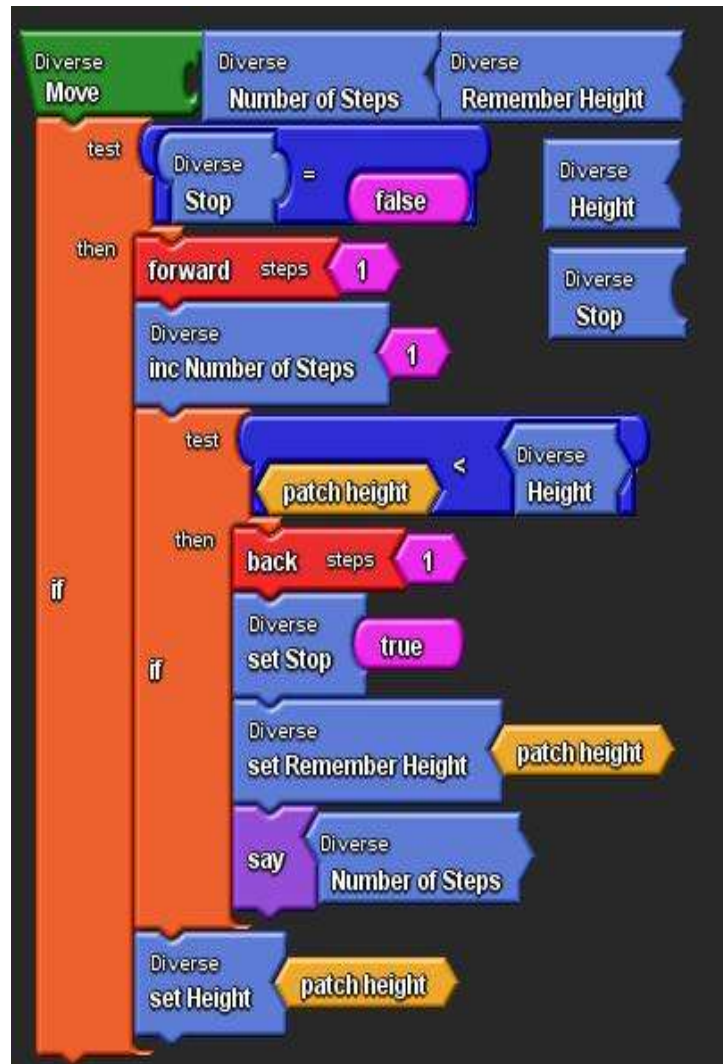 Diverse
Move
Diverse
Number of Steps
Diverse
Remember Height
test
Diverse
Stop
=
false
Diverse
Height
then
forward steps 1
Diverse
Stop
Diverse
inc Number of Steps
1
test
patch height
<
Diverse
Height
then
back steps 1
if
Diverse
set Stop
true
if
Diverse
set Remember Height
patch height
say
Diverse
Number of Steps
Diverse
set Height
patch height